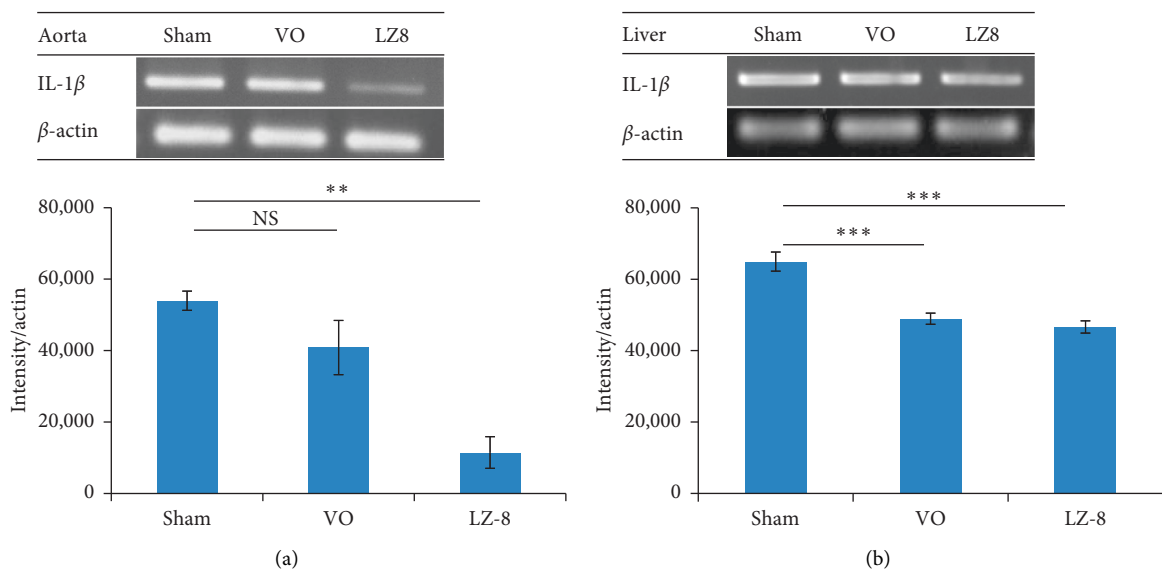 Aorta Sham VO LZ8
IL-1β
β-actin
**
NS
80,000
60,000
40,000
20,000
0
Intensity/actin
Sham VO LZ-8
(a)
Liver Sham VO LZ8
IL-1β
β-actin
***
***
80,000
60,000
40,000
20,000
0
Intensity/actin
Sham VO LZ-8
(b)